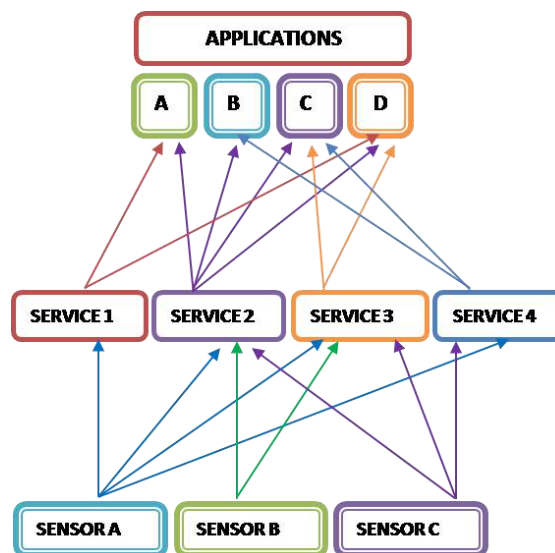 APPLICATIONS
A B C D
SERVICE 1 SERVICE 2 SERVICE 3 SERVICE 4
SENSOR A SENSOR B SENSOR C